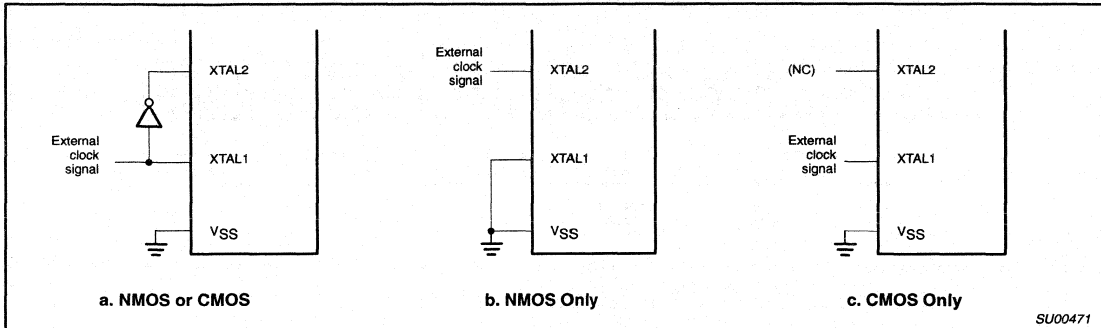 XTAL2
External
clock
signal
XTAL1
VSS
a. NMOS or CMOS
External
clock
signal
XTAL2
XTAL1
VSS
b. NMOS Only
(NC)
XTAL2
External
clock
signal
XTAL1
VSS
c. CMOS Only
SU00471